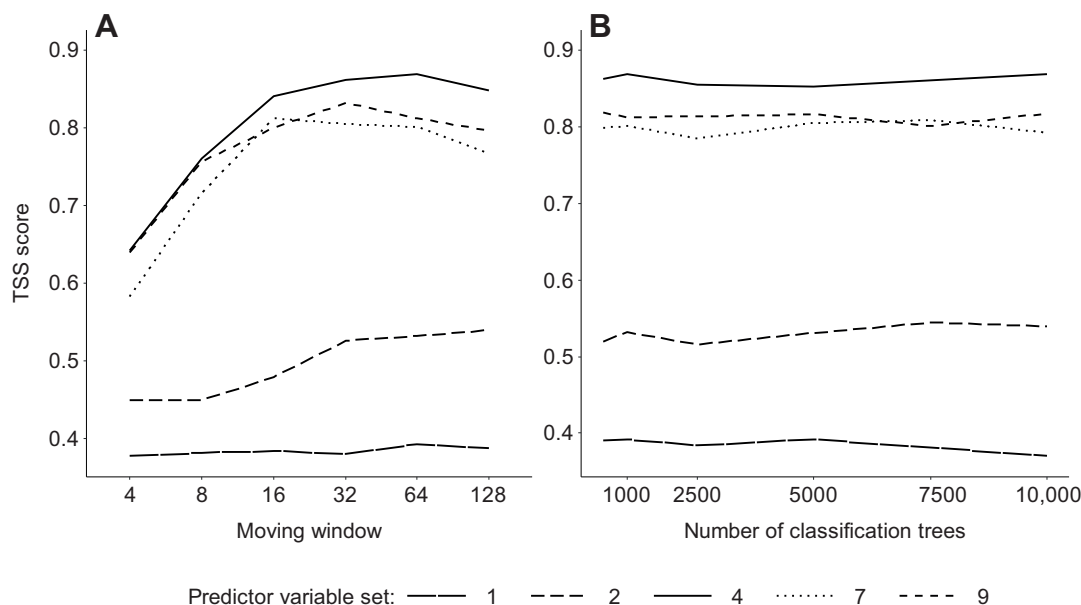 A
B
TSS score
0.9
0.8
0.7
0.6
0.5
0.4
4 8 16 32 64 128
Moving window
0.9
0.8
0.7
0.6
0.5
0.4
1000 2500 5000 7500 10,000
Number of classification trees
Predictor variable set: 1 2 4 7 9